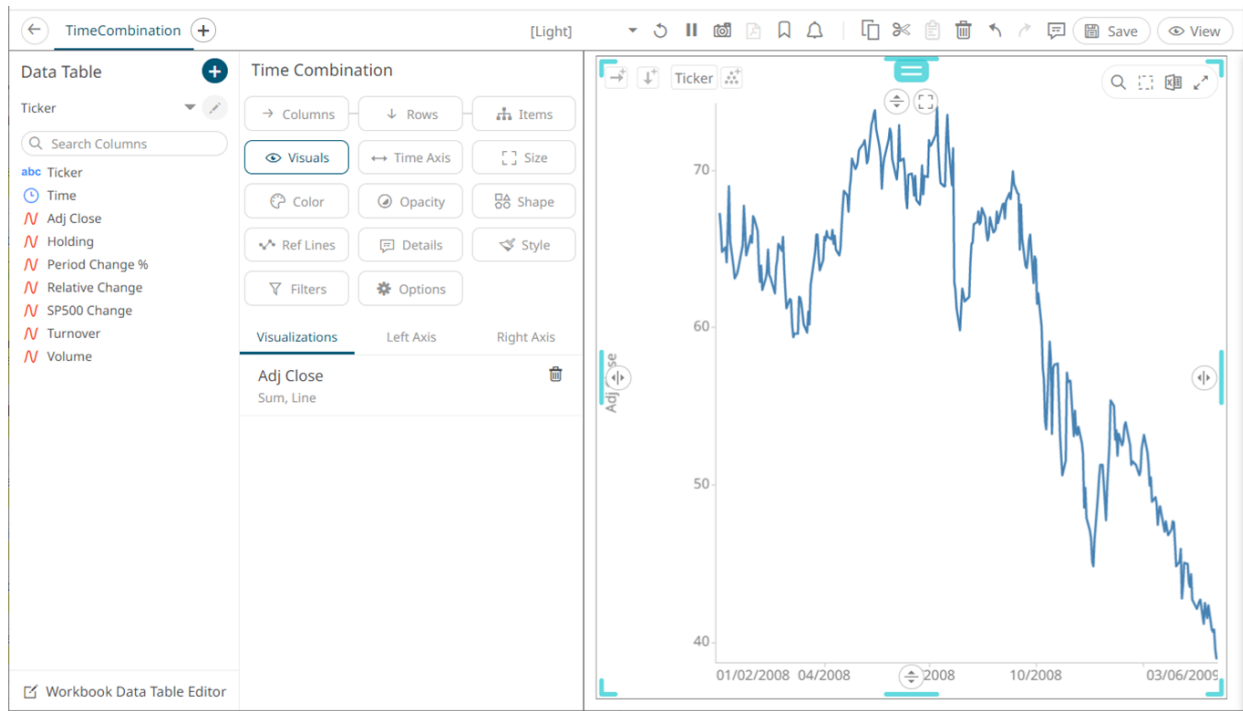 TimeCombination
[Light]
Save
View
Data Table
Ticker
Search Columns
abc Ticker
Time
Adj Close
Holding
Period Change %
Relative Change
SP500 Change
Turnover
Volume
Workbook Data Table Editor
Time Combination
Columns
Rows
Items
Visuals
Time Axis
Size
Color
Opacity
Shape
Ref Lines
Details
Style
Filters
Options
Visualizations
Left Axis
Right Axis
Adj Close
Sum, Line
Ticker
70
60
50
40
Adj
01/02/2008 04/2008 2008 10/2008 03/06/2009